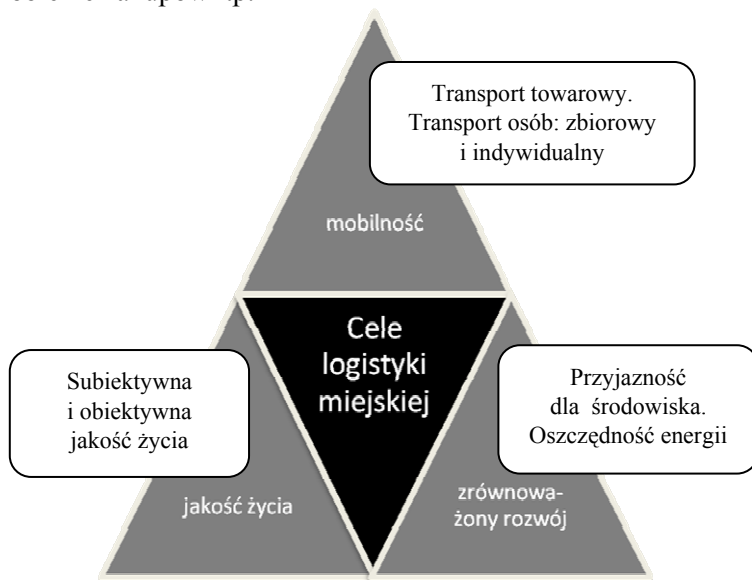 Transport towarowy.
Transport osób: zbiorowy
i indywidualny
mobilność
Cele
logistyki
miejskiej
Subiektywna
i obiektywna
jakość życia
Przyjazność
dla środowiska.
Oszczędność energii
jakość życia
zrównowa-
żony rozwój